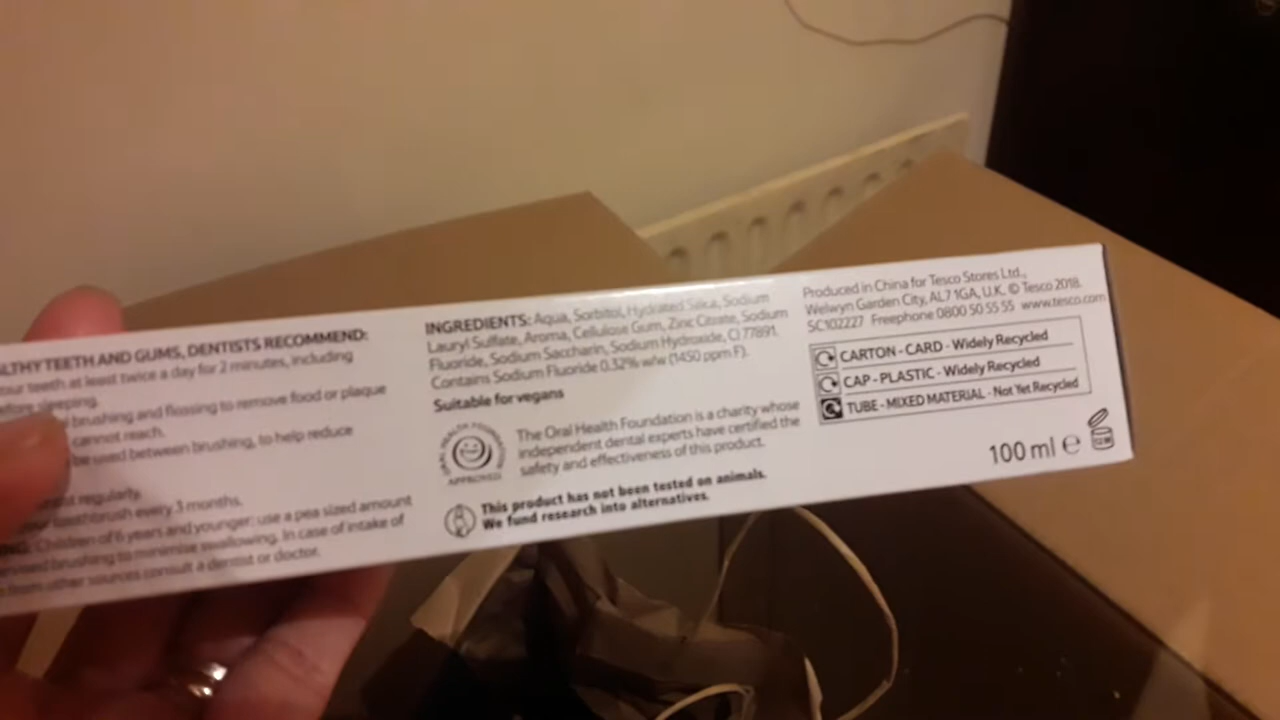 LTHY TEETH AND GUMS, DENTISTS RECOMMEND:
our teeth at least twice a day for 2 minutes, including
sleeping.
brushing and flossing to remove food or plaque
cannot reach.
be used between brushing, to help reduce
regularly.
toothbrush every 3 months.
Children of 6 years and younger: use a pea sized amount
brushing to minimise swallowing. In case of intake of
from other sources consult a dentist or doctor.
INGREDIENTS: Aqua, Sorbitol, Hydrated Silica, Sodium
Lauryl Sulfate, Aroma, Cellulose Gum, Zinc Citrate, Sodium
Fluoride, Sodium Saccharin, Sodium Hydroxide, CI 77891.
Contains Sodium Fluoride 0.32% w/w (1450 ppm F).
Suitable for vegans
ORAL HEALTH FOUNDATION
APPROVED
The Oral Health Foundation is a charity whose
independent dental experts have certified the
safety and effectiveness of this product.
This product has not been tested on animals.
We fund research into alternatives.
Produced in China for Tesco Stores Ltd.,
Welwyn Garden City, AL7 1GA, U.K. © Tesco 2018.
SC102227 Freephone 0800 50 55 55 www.tesco.com
CARTON - CARD - Widely Recycled
CAP - PLASTIC - Widely Recycled
TUBE - MIXED MATERIAL - Not Yet Recycled
100 ml ℮